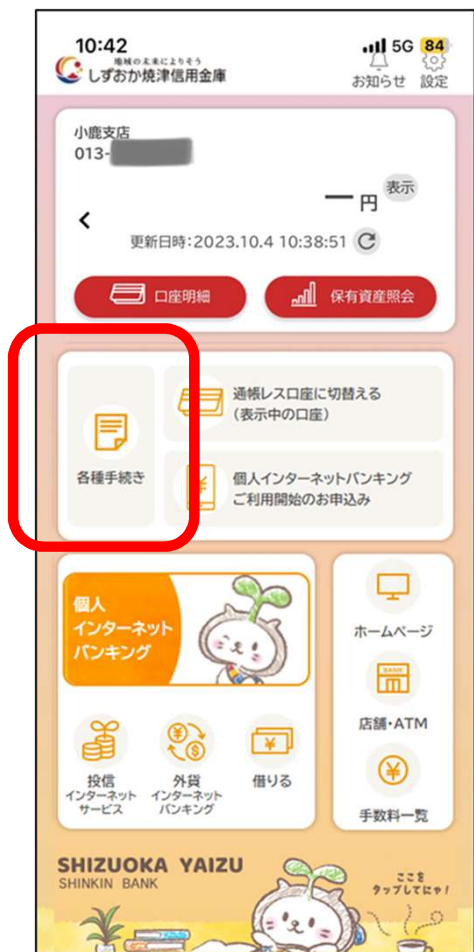 10:42
5G 84
地域の未来によりそう
しずおか焼津信用金庫
お知らせ 設定
小鹿支店
013-
ー 円 表示
更新日時:2023.10.4 10:38:51
口座明細
保有資産照会
各種手続き
通帳レス口座に切替える
(表示中の口座)
個人インターネットバンキング
ご利用開始のお申込み
個人
インターネット
バンキング
投信
インターネット
サービス
外貨
インターネット
バンキング
借りる
ホームページ
BANK
店舗・ATM
手数料一覧
SHIZUOKA YAIZU
SHINKIN BANK
ここを
タップしてにゃ!